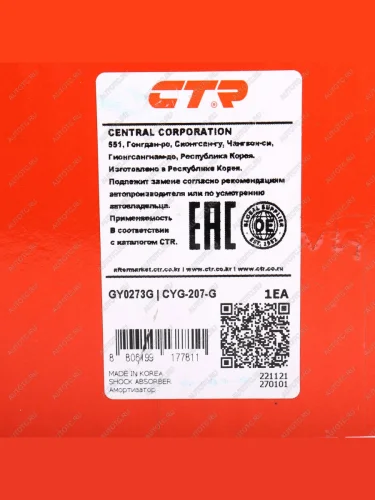 CTR
CENTRAL CORPORATION
551, Гонгдан-ро, Сионгсан-гу, Чангвон-си,
Гионгсангнам-до, Республика Корея.
Изготовлено в Республике Корея.
Подлежит замене согласно рекомендациям
автопроизводителя или по усмотрению
автовладельца.
Применяемость
В соответствии
с каталогом CTR.
EAC
GLOBAL SUPPLIER
OE
EST. 1952
aftermarket.ctr.co.kr | www.ctr.co.kr | ctr.co.ru
GY0273G | CYG-207-G 1EA
8 806199 177811
MADE IN KOREA
SHOCK ABSORBER
Амортизатор
221121
270101